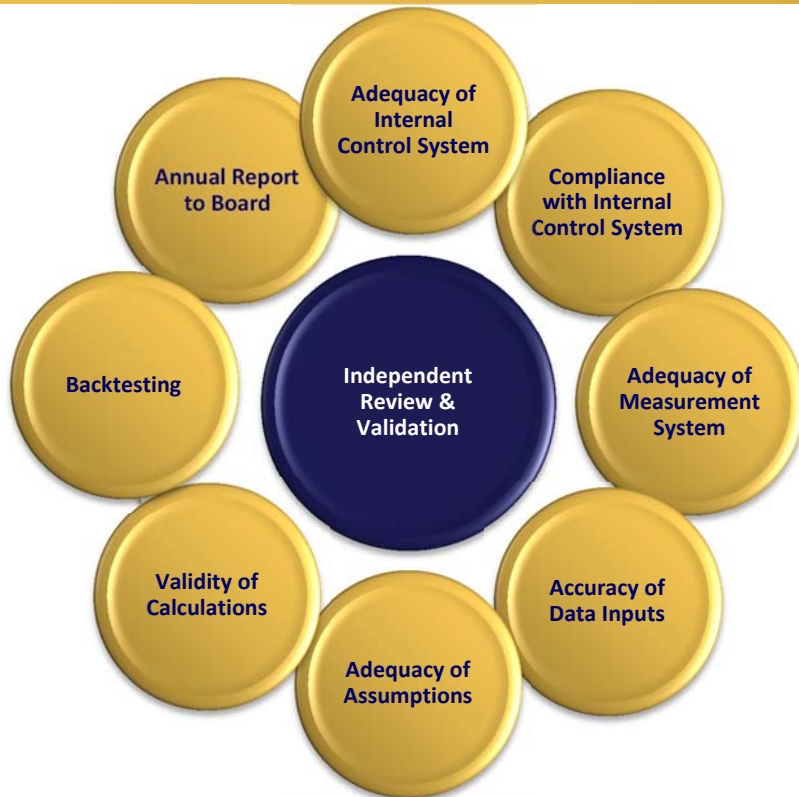 Adequacy of
Internal
Control System
Compliance
with Internal
Control System
Adequacy of
Measurement
System
Accuracy of
Data Inputs
Adequacy of
Assumptions
Validity of
Calculations
Backtesting
Annual Report
to Board
Independent
Review &
Validation